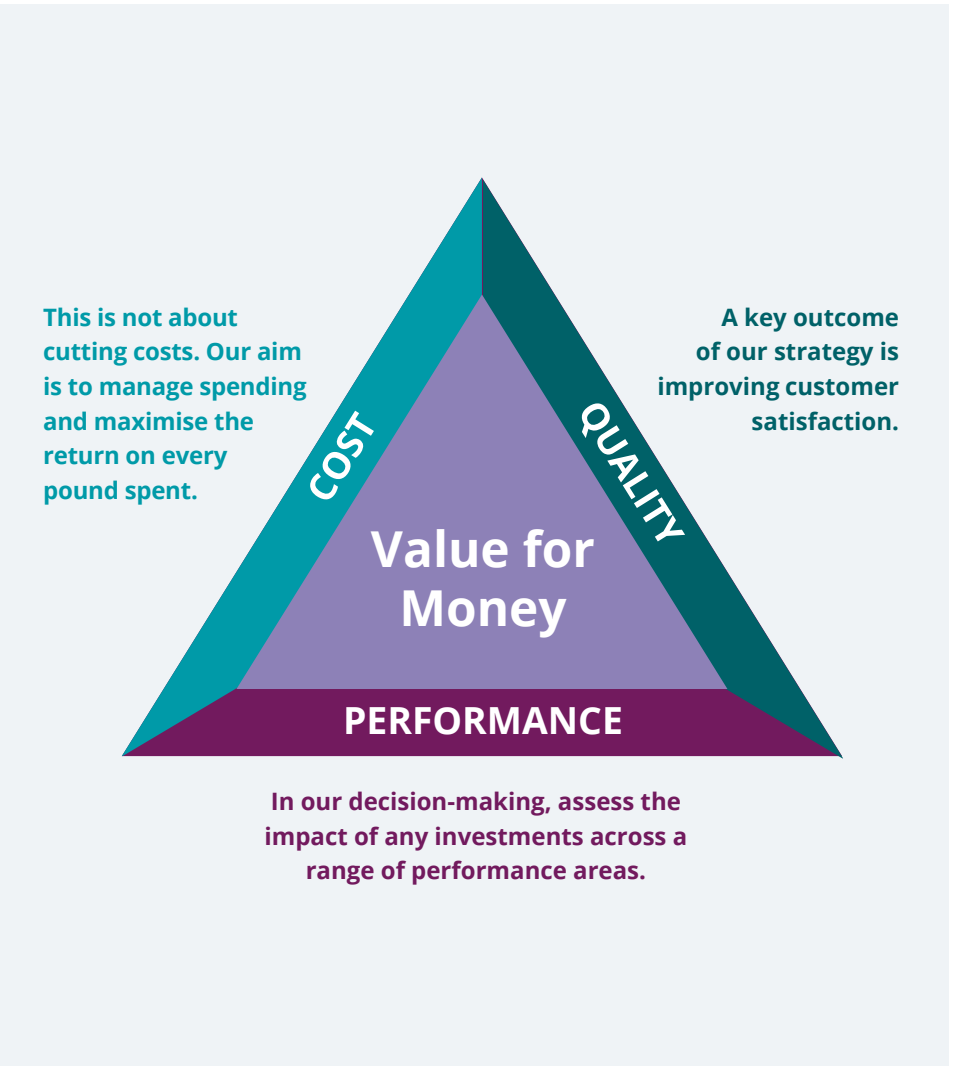 This is not about
cutting costs. Our aim
is to manage spending
and maximise the
return on every
pound spent.
COST
A key outcome
of our strategy is
improving customer
satisfaction.
QUALITY
Value for
Money
PERFORMANCE
In our decision-making, assess the
impact of any investments across a
range of performance areas.